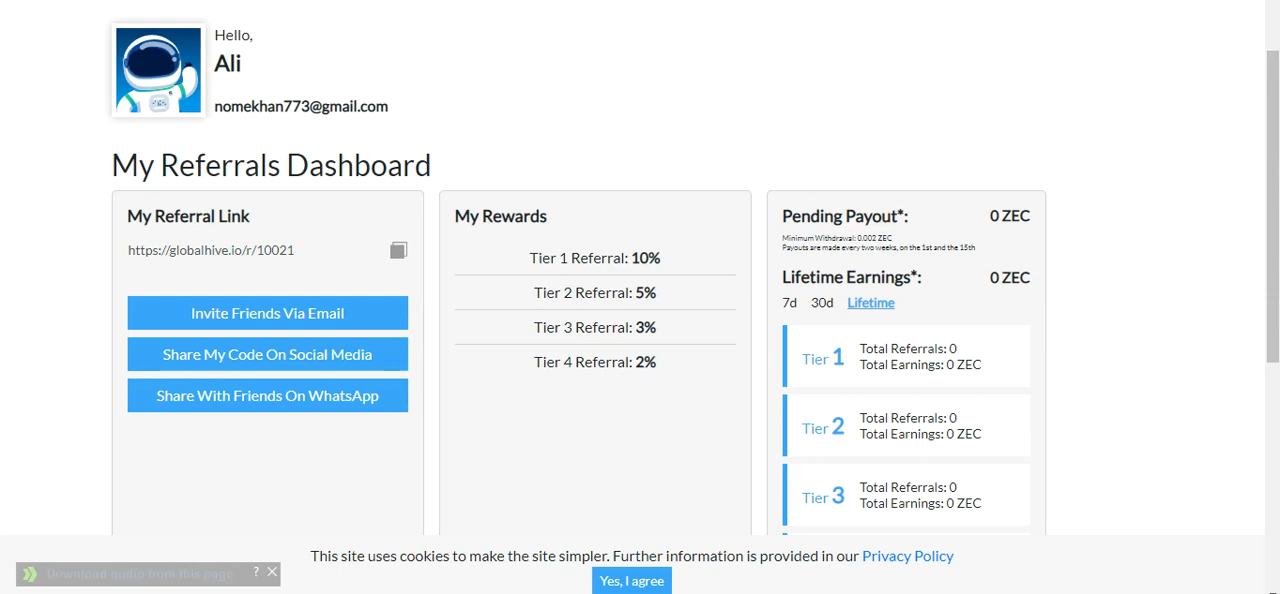 Hello,
Ali
nomekhan773@gmail.com
My Referrals Dashboard
My Referral Link
https://globalhive.io/r/10021
Invite Friends Via Email
Share My Code On Social Media
Share With Friends On WhatsApp
My Rewards
Tier 1 Referral: 10%
Tier 2 Referral: 5%
Tier 3 Referral: 3%
Tier 4 Referral: 2%
Pending Payout*: 0 ZEC
Minimum Withdrawal: 0.002 ZEC
Payouts are made every two weeks, on the 1st and the 15th
Lifetime Earnings*: 0 ZEC
7d 30d Lifetime
Tier 1
Total Referrals: 0
Total Earnings: 0 ZEC
Tier 2
Total Referrals: 0
Total Earnings: 0 ZEC
Tier 3
Total Referrals: 0
Total Earnings: 0 ZEC
This site uses cookies to make the site simpler. Further information is provided in our Privacy Policy
Yes, I agree
Download audio from this page ? ×